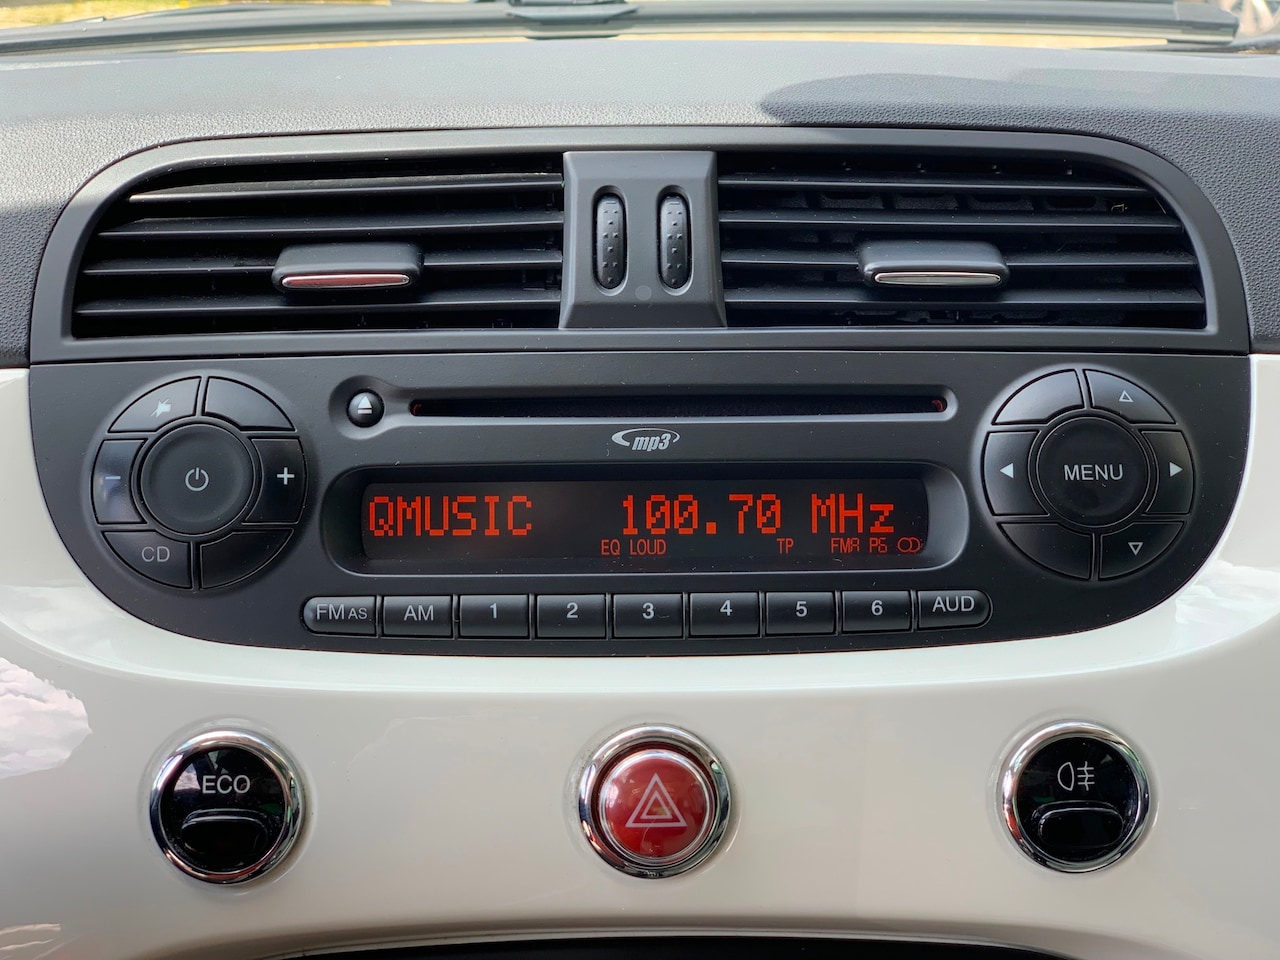 mp3
QMUSIC 100.70 MHz
EQ LOUD TP FMA PS
MENU
CD
FM AS AM 1 2 3 4 5 6 AUD
ECO